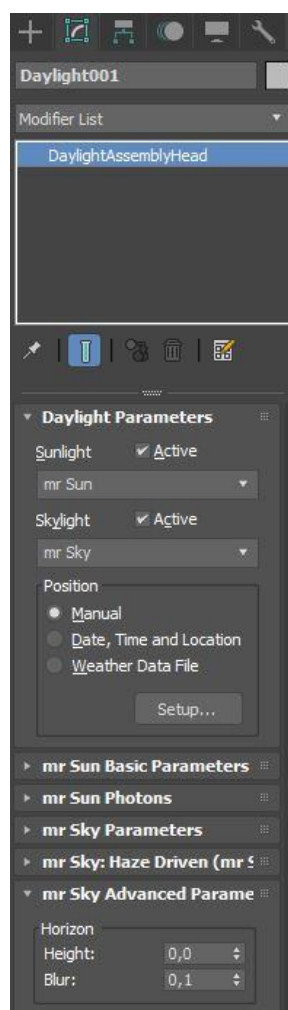 Daylight001
Modifier List
DaylightAssemblyHead
Daylight Parameters
Sunlight Active
mr Sun
Skylight Active
mr Sky
Position
Manual
Date, Time and Location
Weather Data File
Setup...
mr Sun Basic Parameters
mr Sun Photons
mr Sky Parameters
mr Sky: Haze Driven (mr S
mr Sky Advanced Parame
Horizon
Height: 0,0
Blur: 0,1